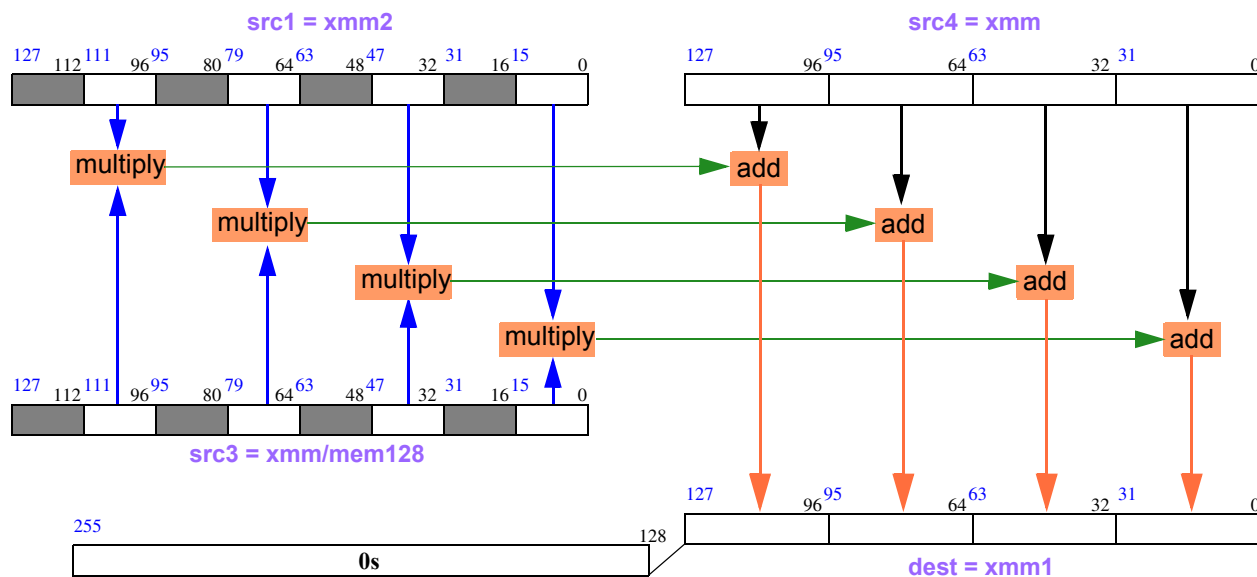 src1 = xmm2 src4 = xmm
127 111 95 79 63 47 31 15 127 95 63 31
112 96 80 64 48 32 16 0 96 64 32 0
multiply add
multiply add
multiply add
multiply add
127 111 95 79 63 47 31 15
112 96 80 64 48 32 16 0
src3 = xmm/mem128
127 95 63 31
96 64 32 0
255 128
0s
dest = xmm1